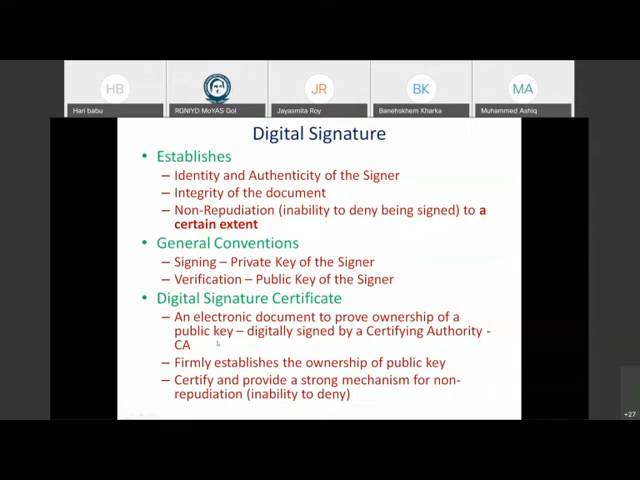 HB
JR
BK
MA
Hari babu
RGNIYD MoYAS GoI
Jayasmita Roy
Banehskhem Kharka
Muhammed Ashiq
Digital Signature
• Establishes
– Identity and Authenticity of the Signer
– Integrity of the document
– Non-Repudiation (inability to deny being signed) to a
certain extent
• General Conventions
– Signing – Private Key of the Signer
– Verification – Public Key of the Signer
• Digital Signature Certificate
– An electronic document to prove ownership of a
public key – digitally signed by a Certifying Authority -
CA
– Firmly establishes the ownership of public key
– Certify and provide a strong mechanism for non-
repudiation (inability to deny)
+27